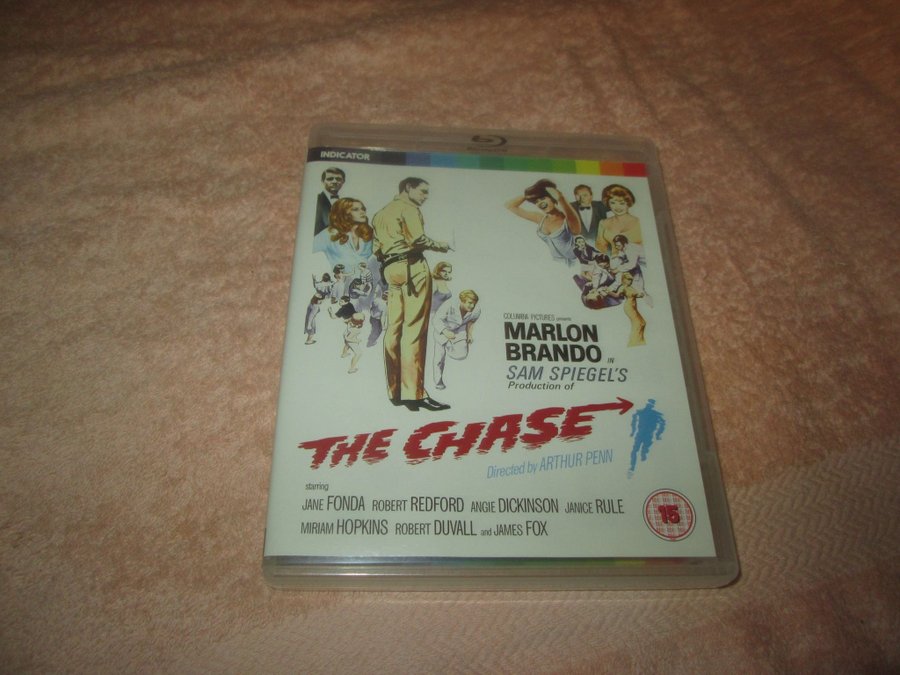 INDICATOR
COLUMBIA PICTURES presents
MARLON
BRANDO
IN
SAM SPIEGEL'S
Production of
THE CHASE
Directed by ARTHUR PENN
starring
JANE FONDA ROBERT REDFORD ANGIE DICKINSON JANICE RULE
MIRIAM HOPKINS ROBERT DUVALL and JAMES FOX
15